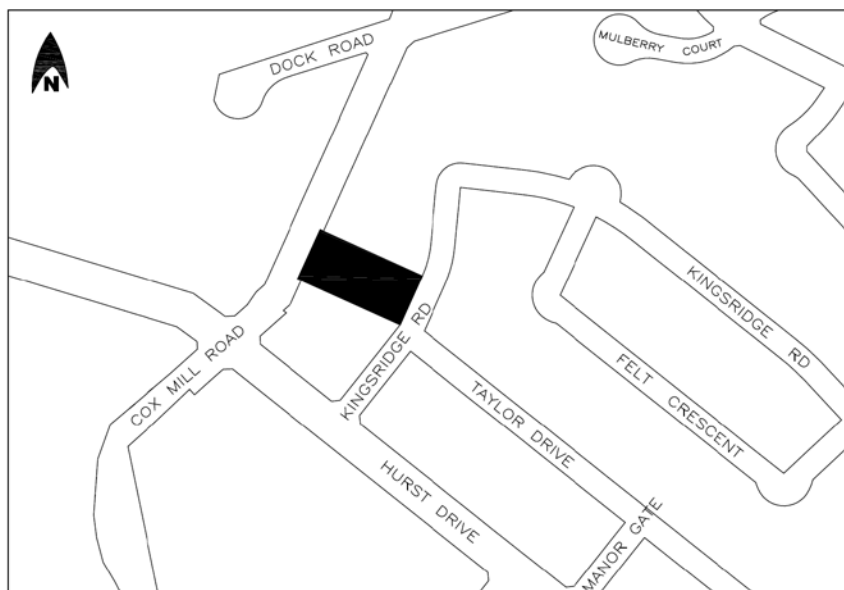 DOCK ROAD
MULBERRY COURT
N
KINGSRIDGE RD
COX MILL ROAD
KINGSRIDGE RD
FELT CRESCENT
TAYLOR DRIVE
HURST DRIVE
MANOR GATE